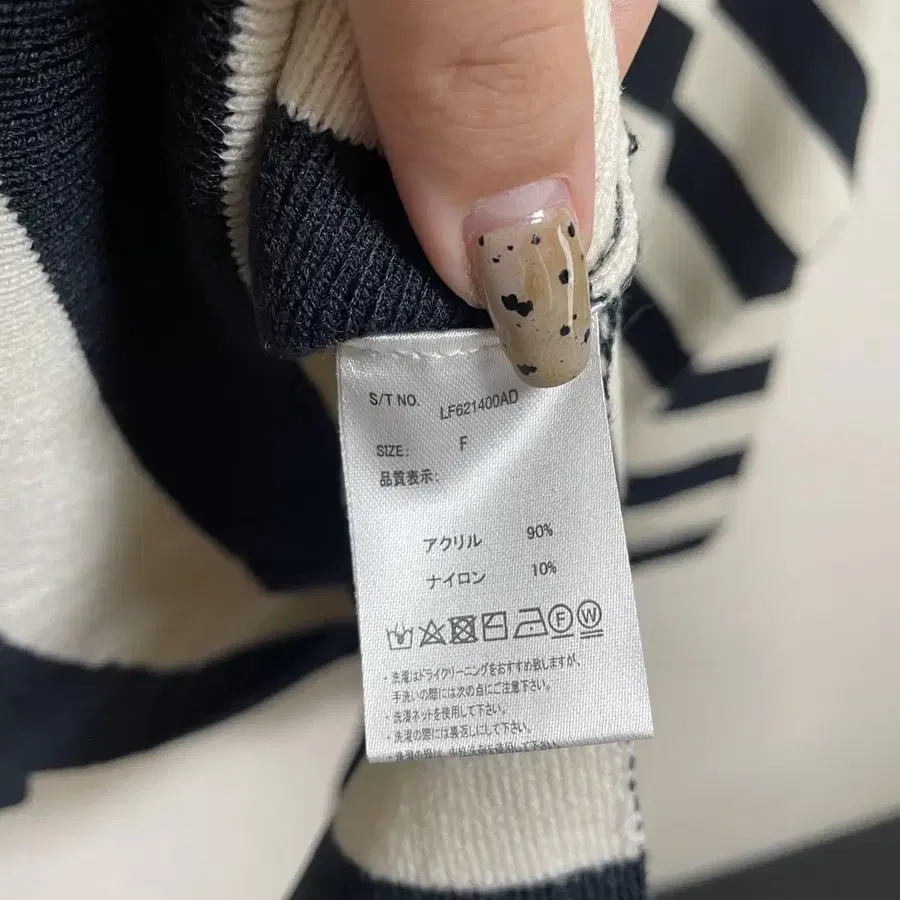 S/T NO. LF621400AD
SIZE: F
品質表示:
アクリル 90%
ナイロン 10%
F W
・洗濯はドライクリーニングをおすすめ致しますが、
手洗いの際には次の点にご注意下さい。
・洗濯ネットを使用して下さい。
・洗濯の際には裏返しにして下さい。